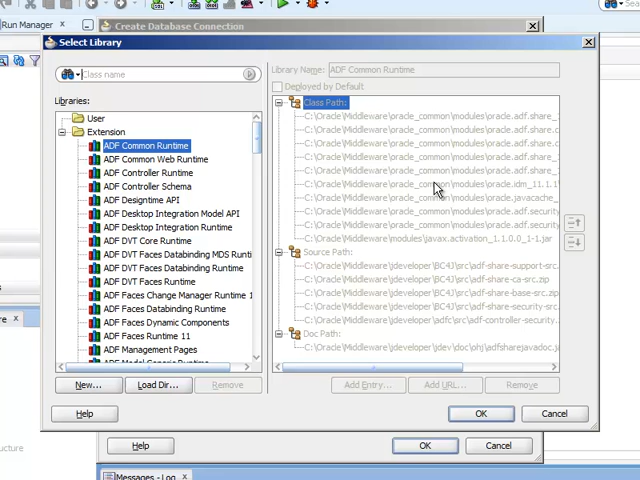 Run Manager
Create Database Connection
Select Library
Class name
Library Name: ADF Common Runtime
Deployed by Default
Libraries:
User
Extension
ADF Common Runtime
ADF Common Web Runtime
ADF Controller Runtime
ADF Controller Schema
ADF Designtime API
ADF Desktop Integration Model API
ADF Desktop Integration Runtime
ADF DVT Core Runtime
ADF DVT Faces Databinding MDS Runti
ADF DVT Faces Databinding Runtime
ADF DVT Faces Runtime
ADF Faces Change Manager Runtime 1
ADF Faces Databinding Runtime
ADF Faces Dynamic Components
ADF Faces Runtime 11
ADF Management Pages
Class Path:
C:\Oracle\Middleware\oracle_common\modules\oracle.adf.share_
C:\Oracle\Middleware\oracle_common\modules\oracle.adf.share_
C:\Oracle\Middleware\oracle_common\modules\oracle.adf.share_
C:\Oracle\Middleware\oracle_common\modules\oracle.adf.share_
C:\Oracle\Middleware\oracle_common\modules\oracle.adf.share_
C:\Oracle\Middleware\oracle_common\modules\oracle.idm_11.1.1
C:\Oracle\Middleware\oracle_common\modules\oracle.javacache_
C:\Oracle\Middleware\oracle_common\modules\oracle.adf.security
C:\Oracle\Middleware\oracle_common\modules\oracle.adf.security
C:\Oracle\Middleware\modules\javax.activation_1.1.0.0_1-1.jar
Source Path:
C:\Oracle\Middleware\jdeveloper\BC4J\src\adf-share-support-src.
C:\Oracle\Middleware\jdeveloper\BC4J\src\adf-share-ca-src.zip
C:\Oracle\Middleware\jdeveloper\BC4J\src\adf-share-base-src.zip
C:\Oracle\Middleware\jdeveloper\BC4J\src\adf-share-security-src.
C:\Oracle\Middleware\jdeveloper\adfc\src\adf-controller-security.
Doc Path:
C:\Oracle\Middleware\jdeveloper\jdev\doc\ohj\adfsharejavadoc.j
New...
Load Dir...
Remove
Add Entry...
Add URL...
Remove
Help
OK
Cancel
Help
OK
Cancel
ucture
Messages - Log